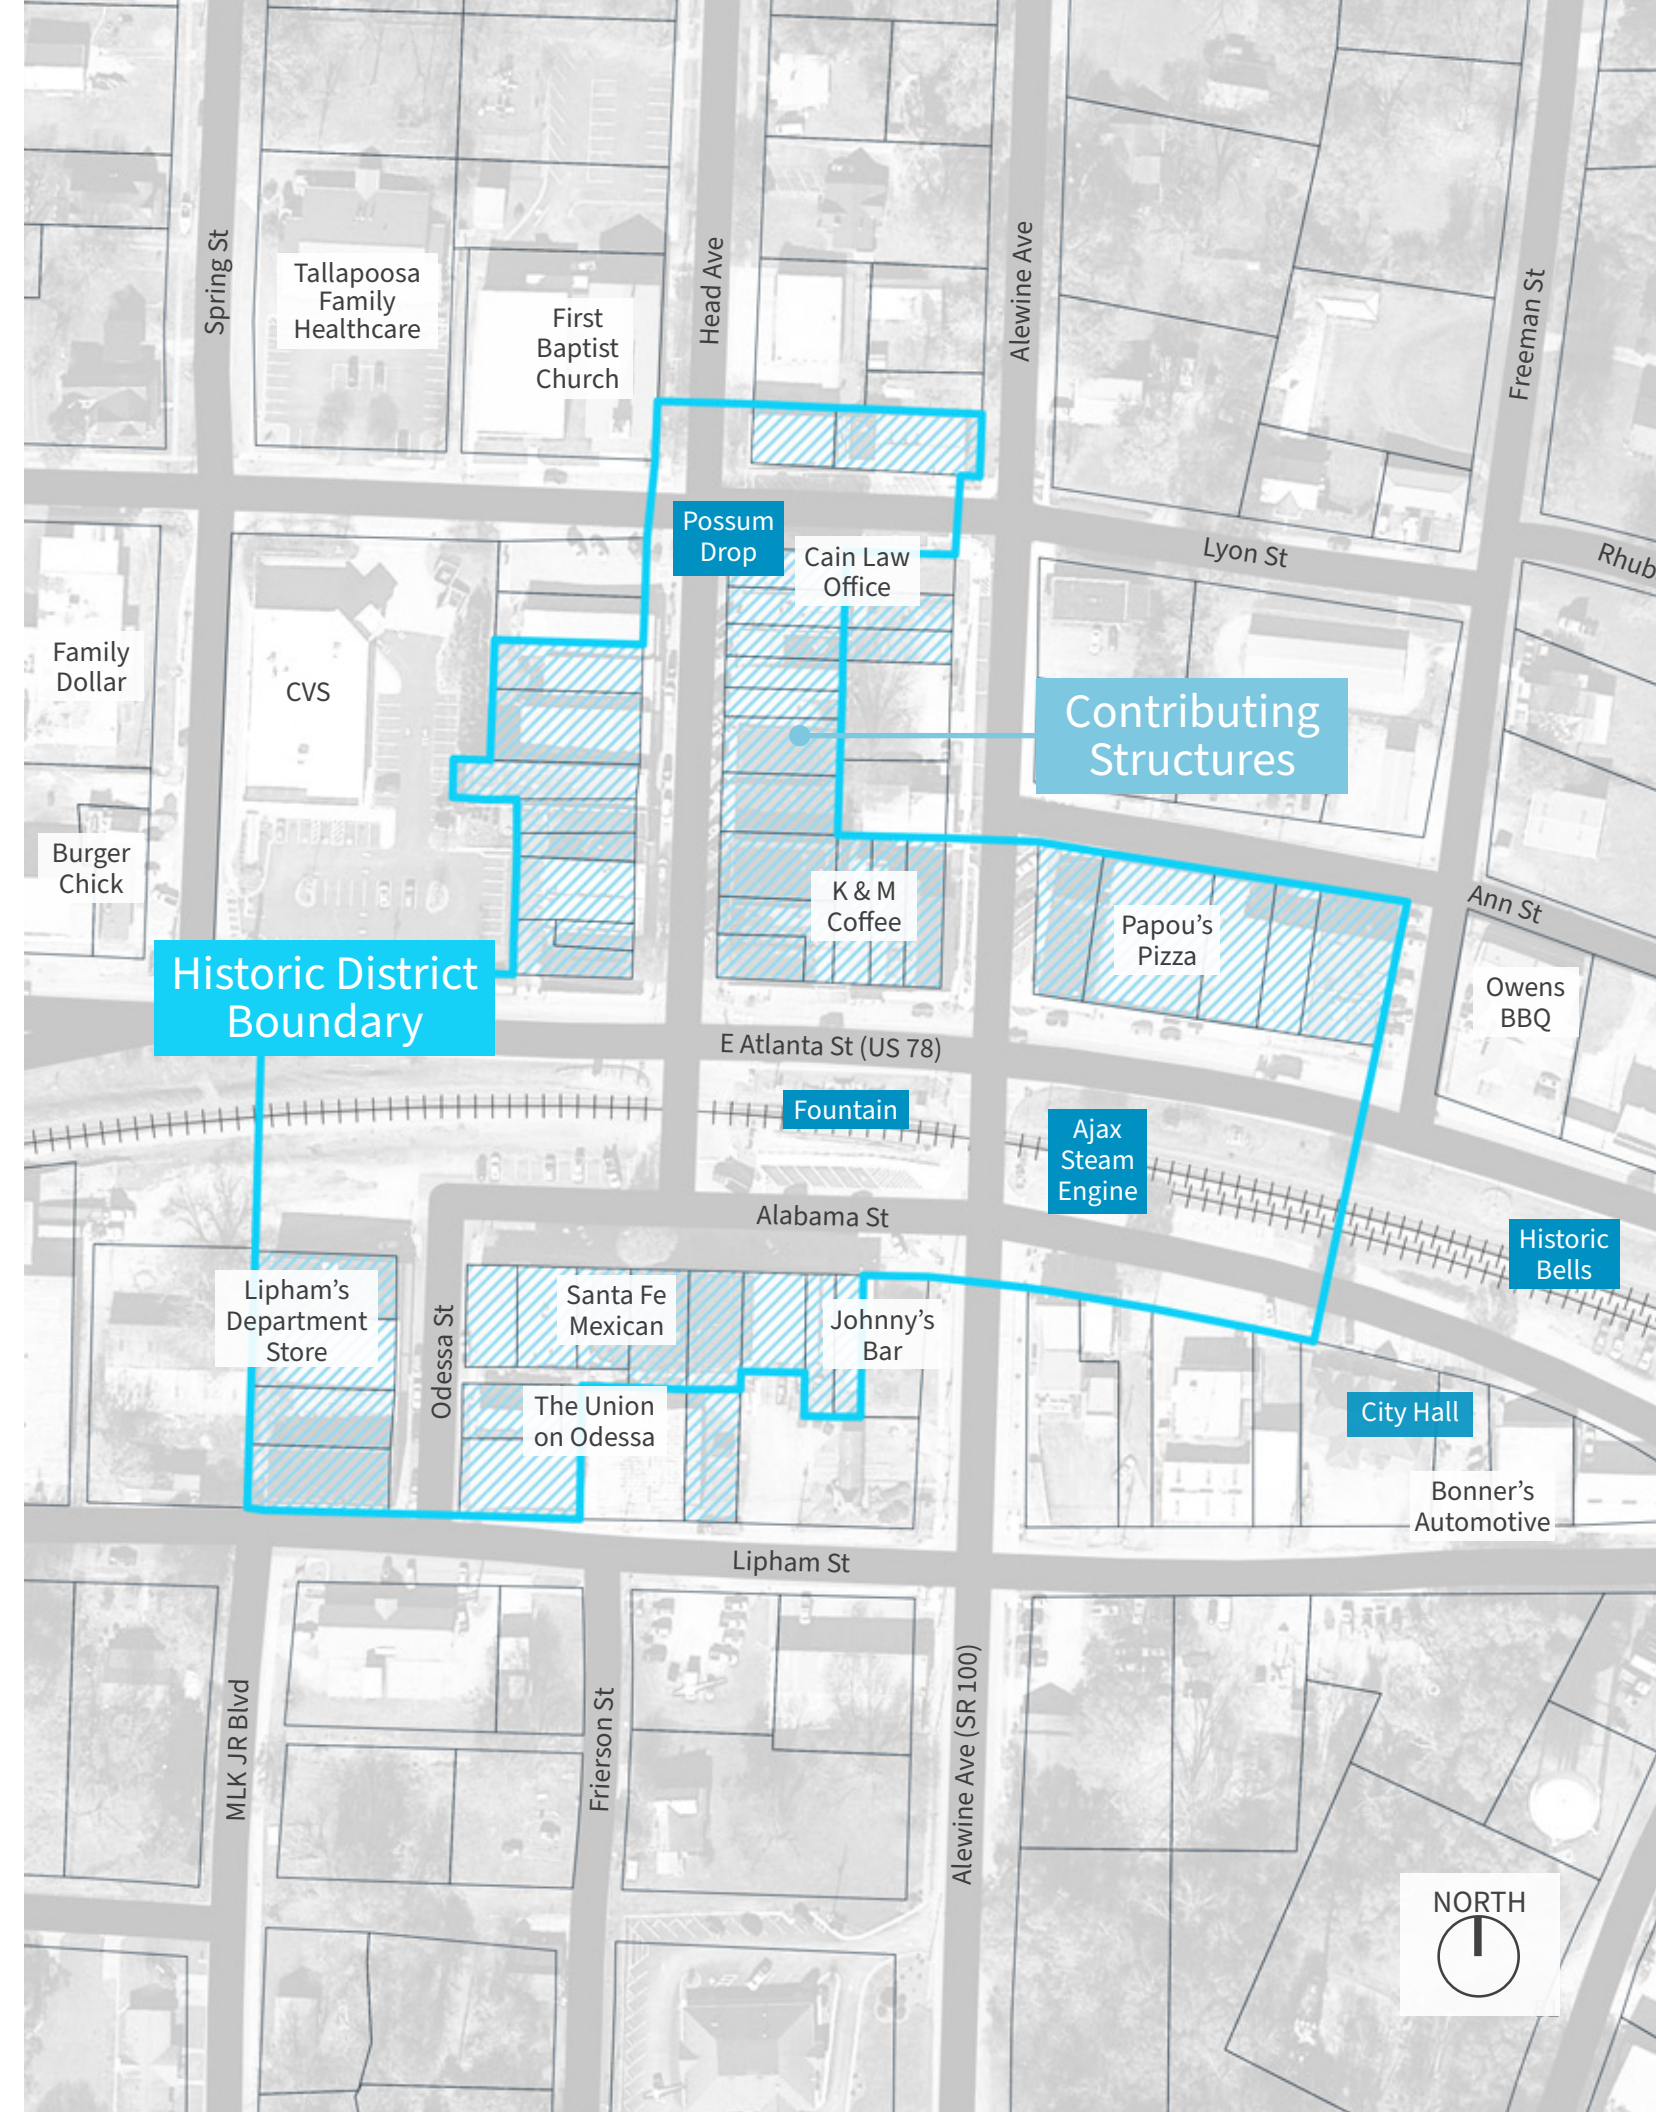 Spring St
Tallapoosa
Family
Healthcare
First
Baptist
Church
Head Ave
Alewine Ave
Freeman St
Possum
Drop
Cain Law
Office
Lyon St
Rhub
Family
Dollar
CVS
Contributing
Structures
Burger
Chick
K & M
Coffee
Papou's
Pizza
Ann St
Historic District
Boundary
Owens
BBQ
E Atlanta St (US 78)
Fountain
Ajax
Steam
Engine
Alabama St
Historic
Bells
Lipham's
Department
Store
Odessa St
Santa Fe
Mexican
Johnny's
Bar
The Union
on Odessa
City Hall
Bonner's
Automotive
Lipham St
MLK JR Blvd
Frierson St
Alewine Ave (SR 100)
NORTH